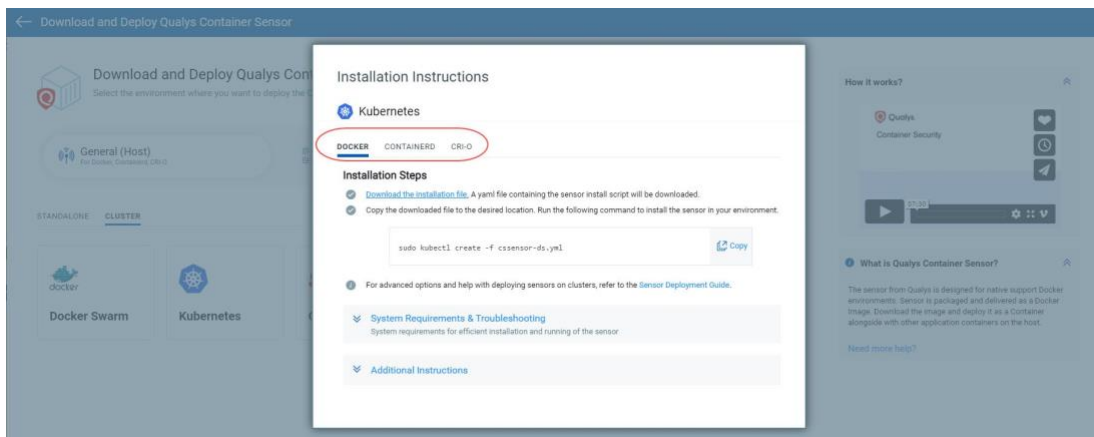 Download and Deploy Qualys Container Sensor
Download and Deploy Qualys Con
Select the environment where you want to deploy the C
General (Host)
For Docker, Containerd, CRI-O
STANDALONE CLUSTER
docker
Docker Swarm
Kubernetes
Installation Instructions
Kubernetes
DOCKER CONTAINERD CRI-O
Installation Steps
Download the installation file. A yaml file containing the sensor install script will be downloaded.
Copy the downloaded file to the desired location. Run the following command to install the sensor in your environment.
sudo kubectl create -f cssensor-ds.yml
Copy
For advanced options and help with deploying sensors on clusters, refer to the Sensor Deployment Guide.
System Requirements & Troubleshooting
System requirements for efficient installation and running of the sensor
Additional Instructions
How it works?
Qualys.
Container Security
What is Qualys Container Sensor?
The sensor from Qualys is designed for native support Docker
environments. Sensor is packaged and delivered as a Docker
Image. Download the image and deploy it as a Container
alongside with other application containers on the host.
Need more help?